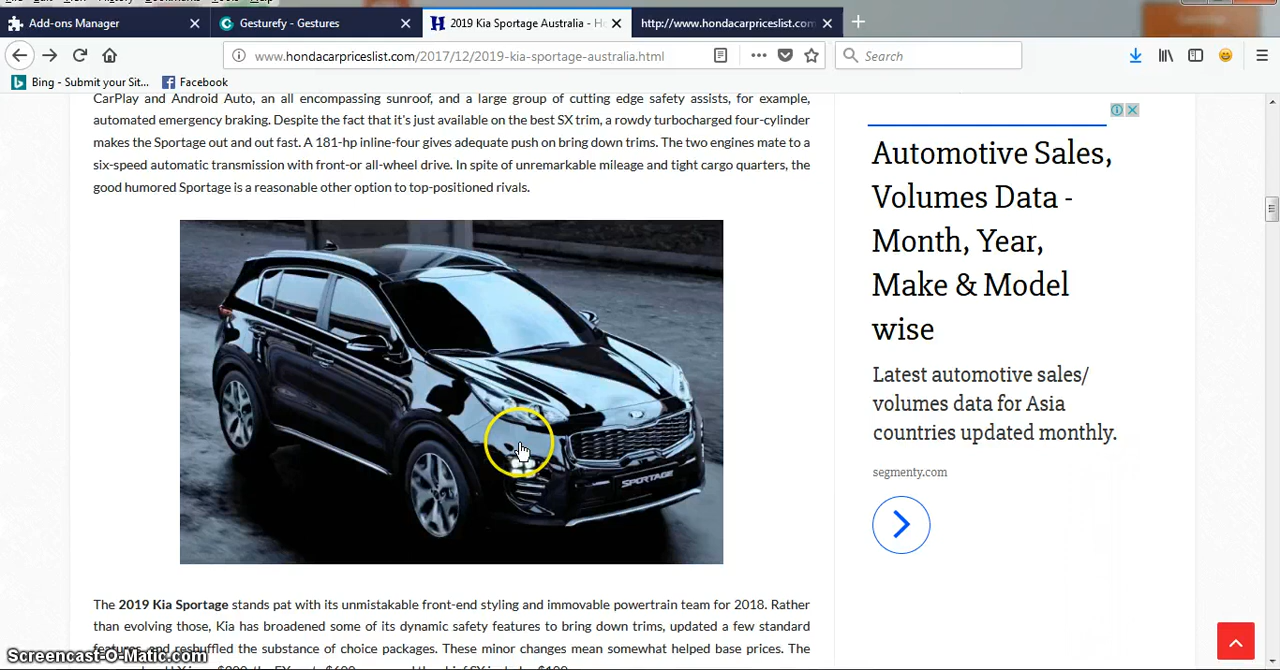 Add-ons Manager
Gesturefy - Gestures
2019 Kia Sportage Australia - H
http://www.hondacarpriceslist.com
www.hondacarpriceslist.com/2017/12/2019-kia-sportage-australia.html
Search
Bing - Submyour Sit...
Facebook
CarPlay and Android Auto, an all encompassing sunroof, and a large group of cutting edge safety assists, for example,
automated emergency braking. Despite the fact that it's
available on the best SX trim, a rowdy turbocharged four-cylinder
makes the Sportage out and out fast. A 181-hp inline-four gives adequate push on bring down trims. The two engines mate to a
six-speed automatic transmission with front-or all-wheel drive. In spite of unremarkable mileage and tight cargo quarters, the
good humored Sportage is a reasonable other option to top-positioned rivals.
SPORTAGE
The 2019 Kia Sportage stands pat with its unmistakable front-end styling and immovable powertrain team for 2018. Rather
than evolving those, Kia has broadened some of its dynamic safety features to bring down trims, updated a few standard
reshuffled the substance of choice packages. These minor changes mean somewhat helped base prices. The
Automotive Sales,
Volumes Data -
Month, Year,
Make & Model
wise
Latest automotive sales/
volumes data for Asia
countries updated monthly.
segmenty.com
Screencast-O-Matic.com